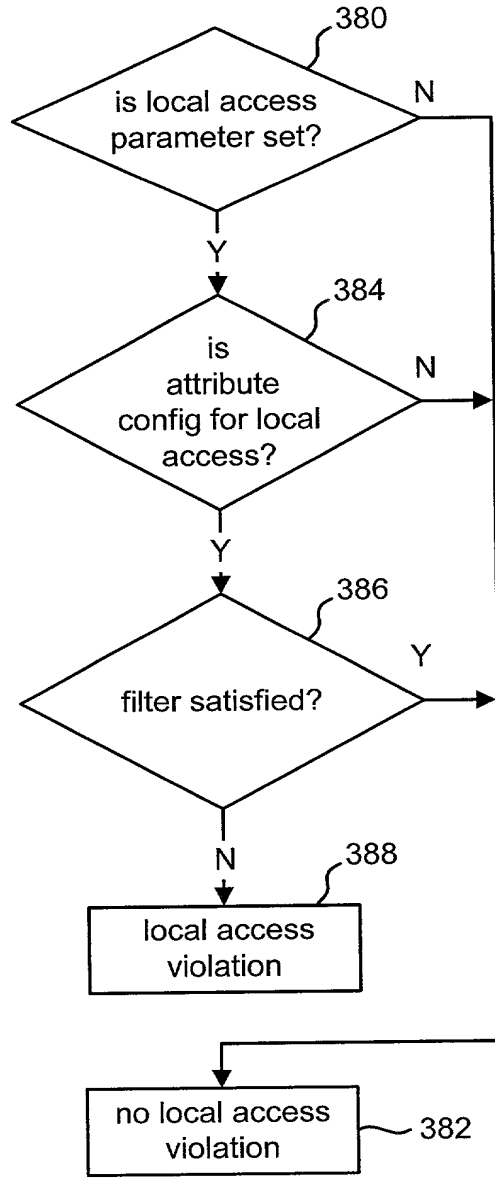 380
is local access
parameter set?
N
Y
384
is
attribute
config for local
access?
N
Y
386
filter satisfied?
Y
N
388
local access
violation
no local access
violation
382